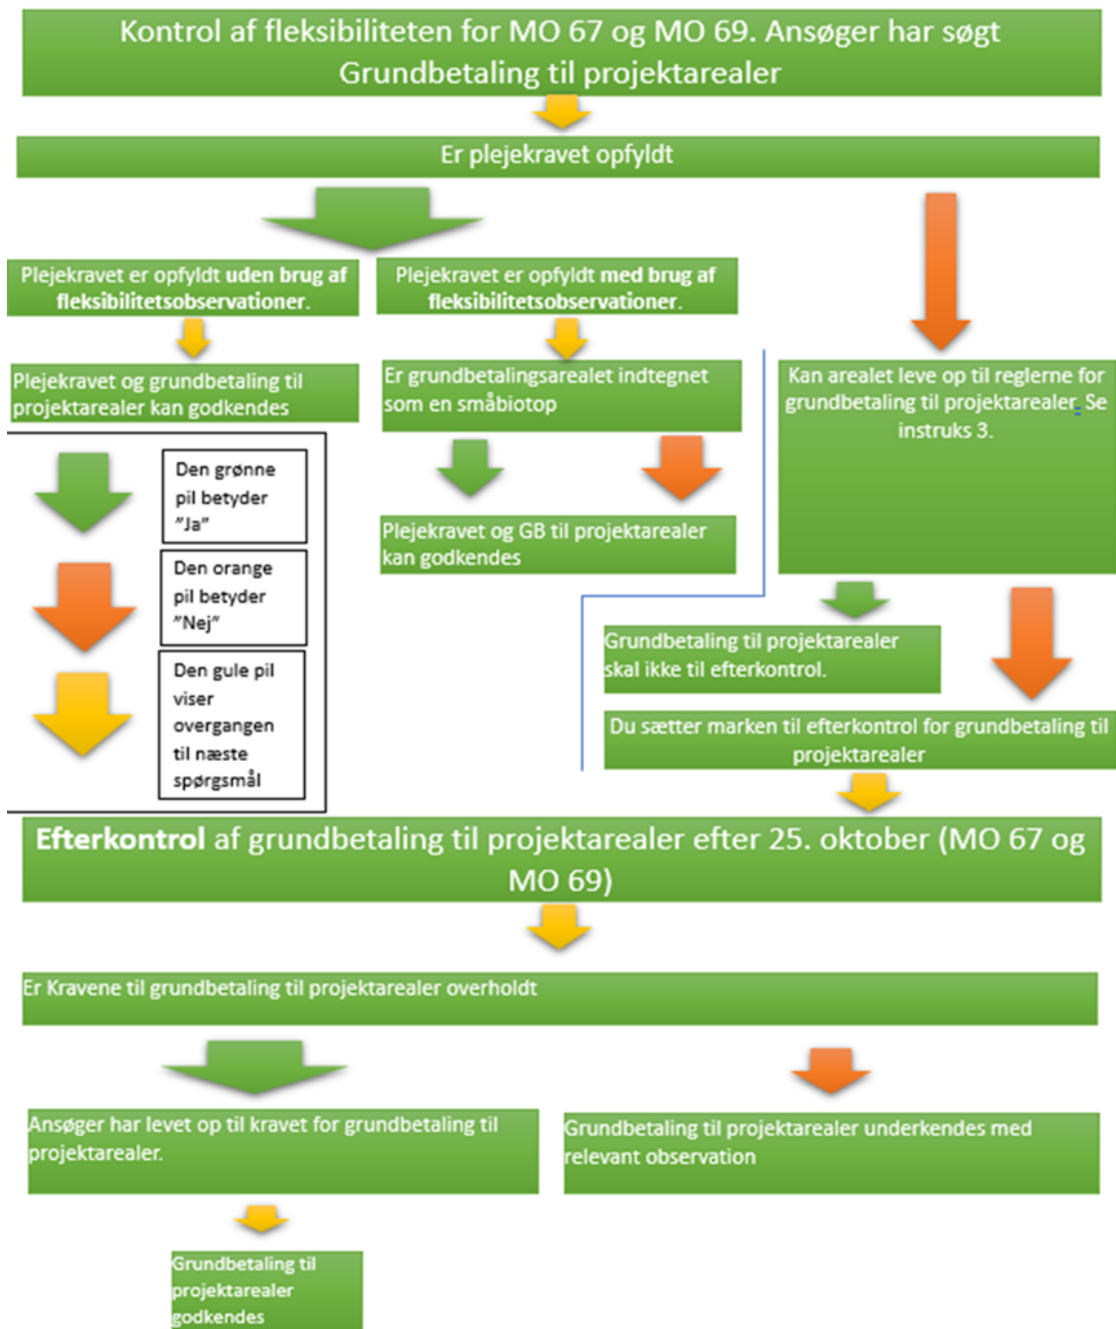 Kontrol af fleksibiliteten for MO 67 og MO 69. Ansøger har søgt
Grundbetaling til projektarealer
Er plejekravet opfyldt
Plejekravet er opfyldt uden brug af
fleksibilitetsobservationer.
Plejekravet er opfyldt med brug af
fleksibilitetsobservationer.
Plejekravet og grundbetaling til
projektarealer kan godkendes
Er grundbetalingsarealet indtegnet
som en småbiotop
Kan arealet leve op til reglerne for
grundbetaling til projektarealer. Se
instruks 3.
Den grønne
pil betyder
”Ja”
Den orange
pil betyder
”Nej”
Den gule pil
viser
overgangen
til næste
spørgsmål
Plejekravet og GB til projektarealer
kan godkendes
Grundbetaling til projektarealer
skal ikke til efterkontrol.
Du sætter marken til efterkontrol for grundbetaling til
projektarealer
Efterkontrol af grundbetaling til projektarealer efter 25. oktober (MO 67 og
MO 69)
Er Kravene til grundbetaling til projektarealer overholdt
Ansøger har levet op til kravet for grundbetaling til
projektarealer.
Grundbetaling til projektarealer underkendes med
relevant observation
Grundbetaling til
projektarealer
godkendes